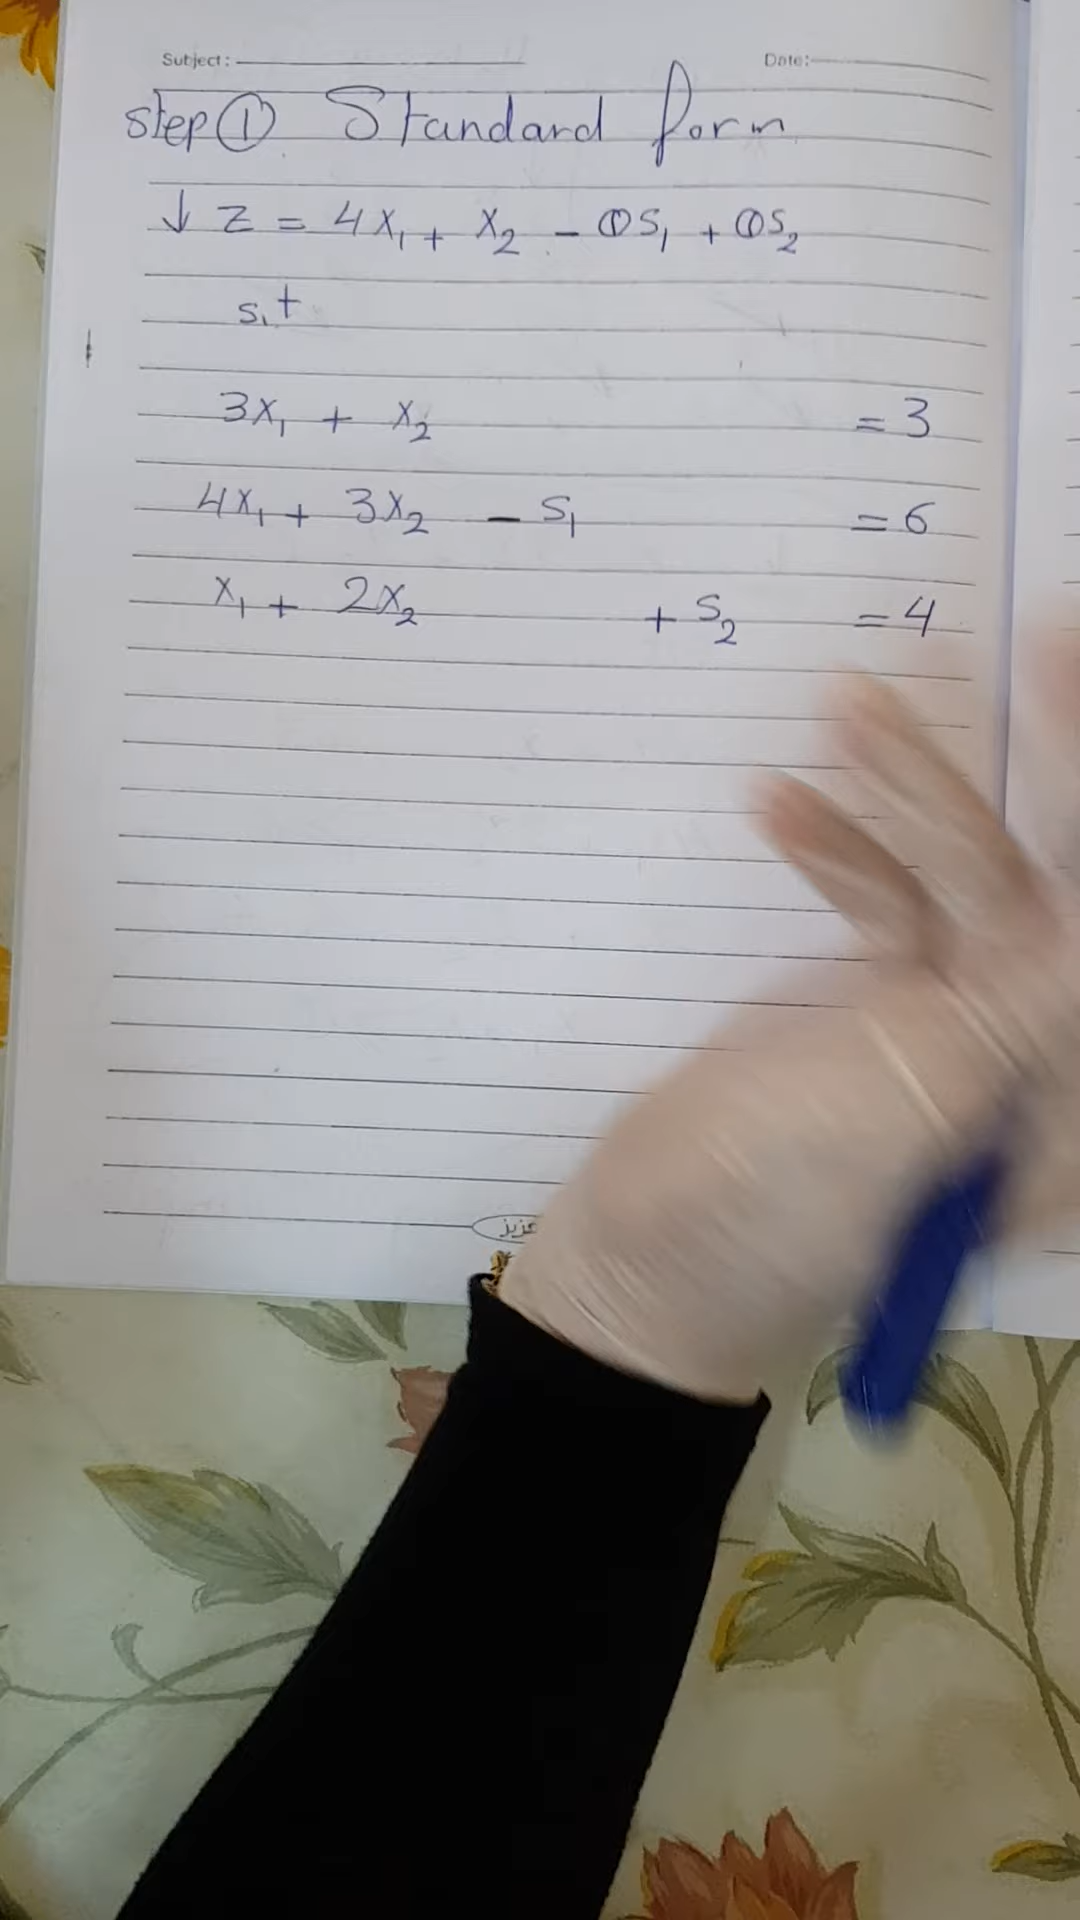 Subject: Date:
step ① Standard form
↓ Z = 4x₁ + x₂ - 0S₁ + 0S₂
s.t
3x₁ + x₂ = 3
4x₁ + 3x₂ - S₁ = 6
x₁ + 2x₂ + S₂ = 4